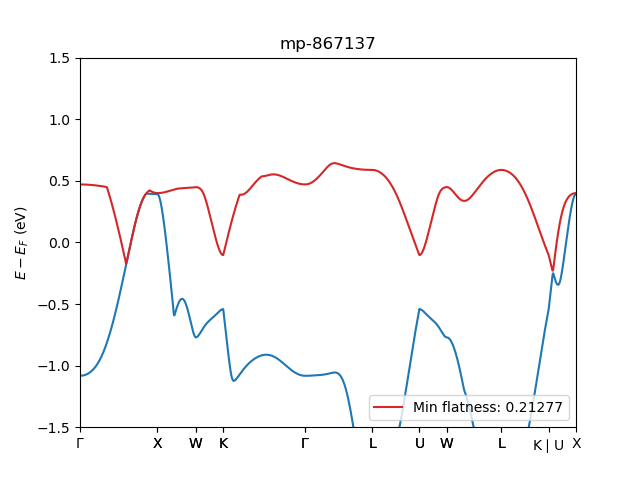 mp-867137
1.5
1.0
0.5
0.0
−0.5
−1.0
−1.5
E − E_F (eV)
Min flatness: 0.21277
Γ X W K Γ L U W L K | U X